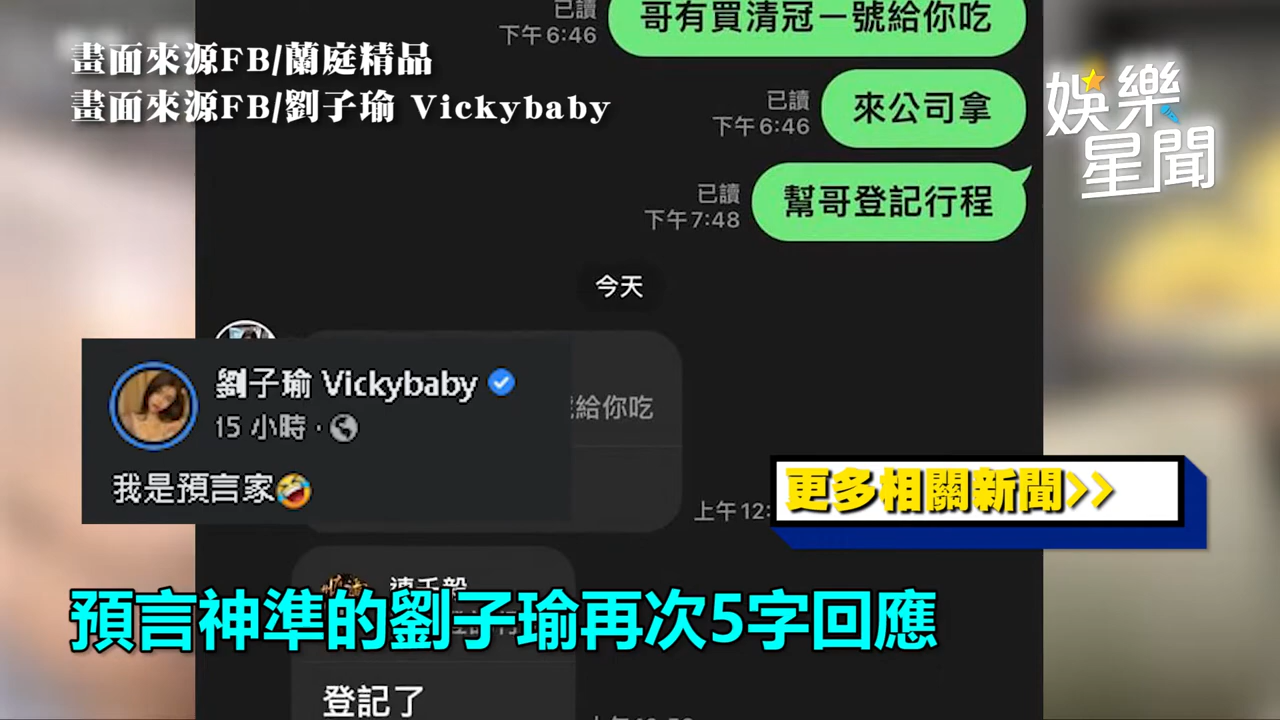 已讀
下午6:46
哥有買清冠一號給你吃
畫面來源FB/蘭庭精品
畫面來源FB/劉子瑜 Vickybaby
娛樂
星聞
已讀
下午6:46
來公司拿
已讀
下午7:48
幫哥登記行程
今天
劉子瑜 Vickybaby
15 小時
給你吃
我是預言家🤣
上午12:
更多相關新聞>>
預言神準的劉子瑜再次5字回應
登記了